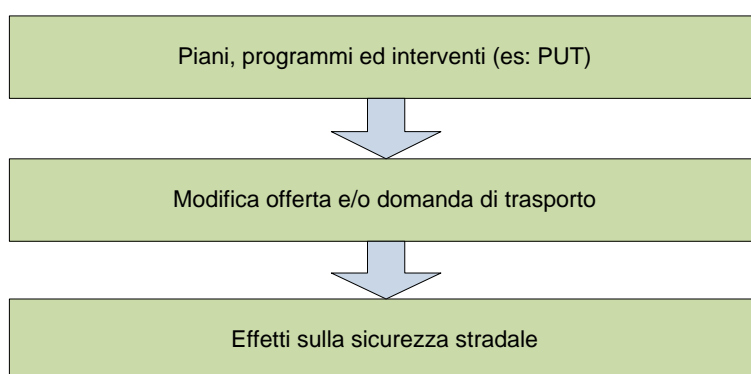 Piani, programmi ed interventi (es: PUT)
Modifica offerta e/o domanda di trasporto
Effetti sulla sicurezza stradale